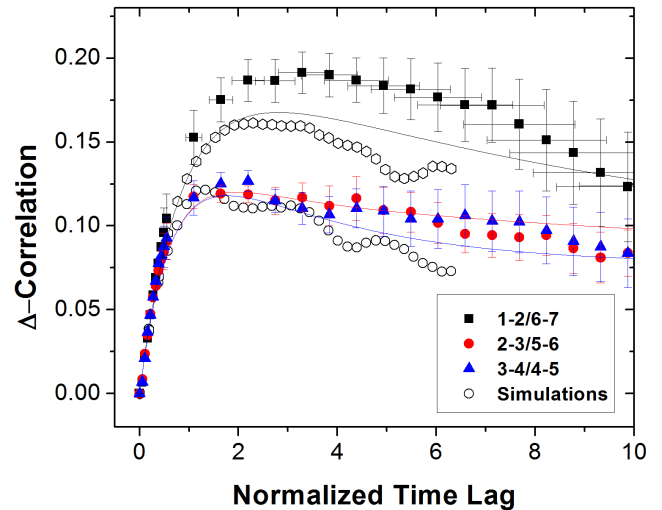 0.20
0.15
0.10
0.05
0.00
Δ−Correlation
1-2/6-7
2-3/5-6
3-4/4-5
Simulations
0 2 4 6 8 10
Normalized Time Lag